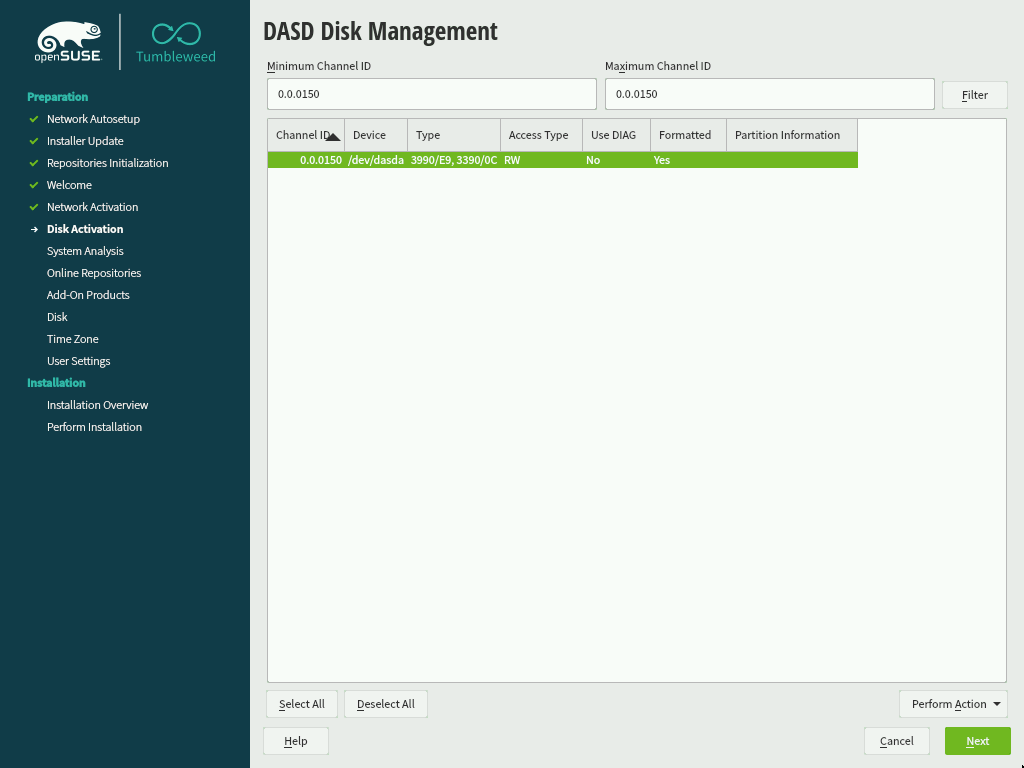 openSUSE
Tumbleweed
Preparation
Network Autosetup
Installer Update
Repositories Initialization
Welcome
Network Activation
Disk Activation
System Analysis
Online Repositories
Add-On Products
Disk
Time Zone
User Settings
Installation
Installation Overview
Perform Installation
DASD Disk Management
Minimum Channel ID Maximum Channel ID
0.0.0150 0.0.0150 Filter
Channel ID Device Type Access Type Use DIAG Formatted Partition Information
0.0.0150 /dev/dasda 3990/E9, 3390/0C RW No Yes
Select All Deselect All Perform Action
Help Cancel Next